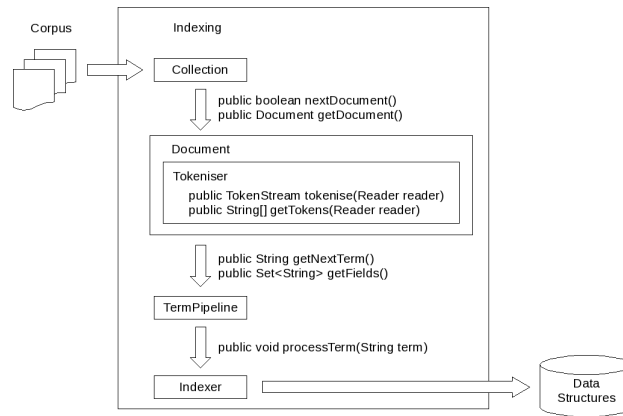 Corpus
Indexing
Collection
public boolean nextDocument()
public Document getDocument()
Document
Tokeniser
public TokenStream tokenise(Reader reader)
public String[] getTokens(Reader reader)
public String getNextTerm()
public Set<String> getFields()
TermPipeline
public void processTerm(String term)
Indexer
Data
Structures